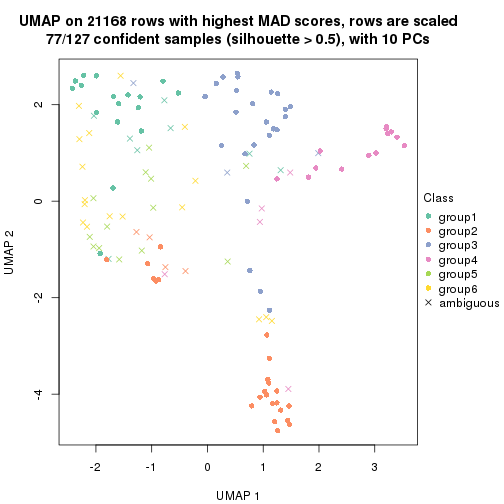 UMAP on 21168 rows with highest MAD scores, rows are scaled
77/127 confident samples (silhouette > 0.5), with 10 PCs
UMAP 2
2
0
-2
-4
-2
-1
0
1
2
3
UMAP 1
Class
group1
group2
group3
group4
group5
group6
ambiguous